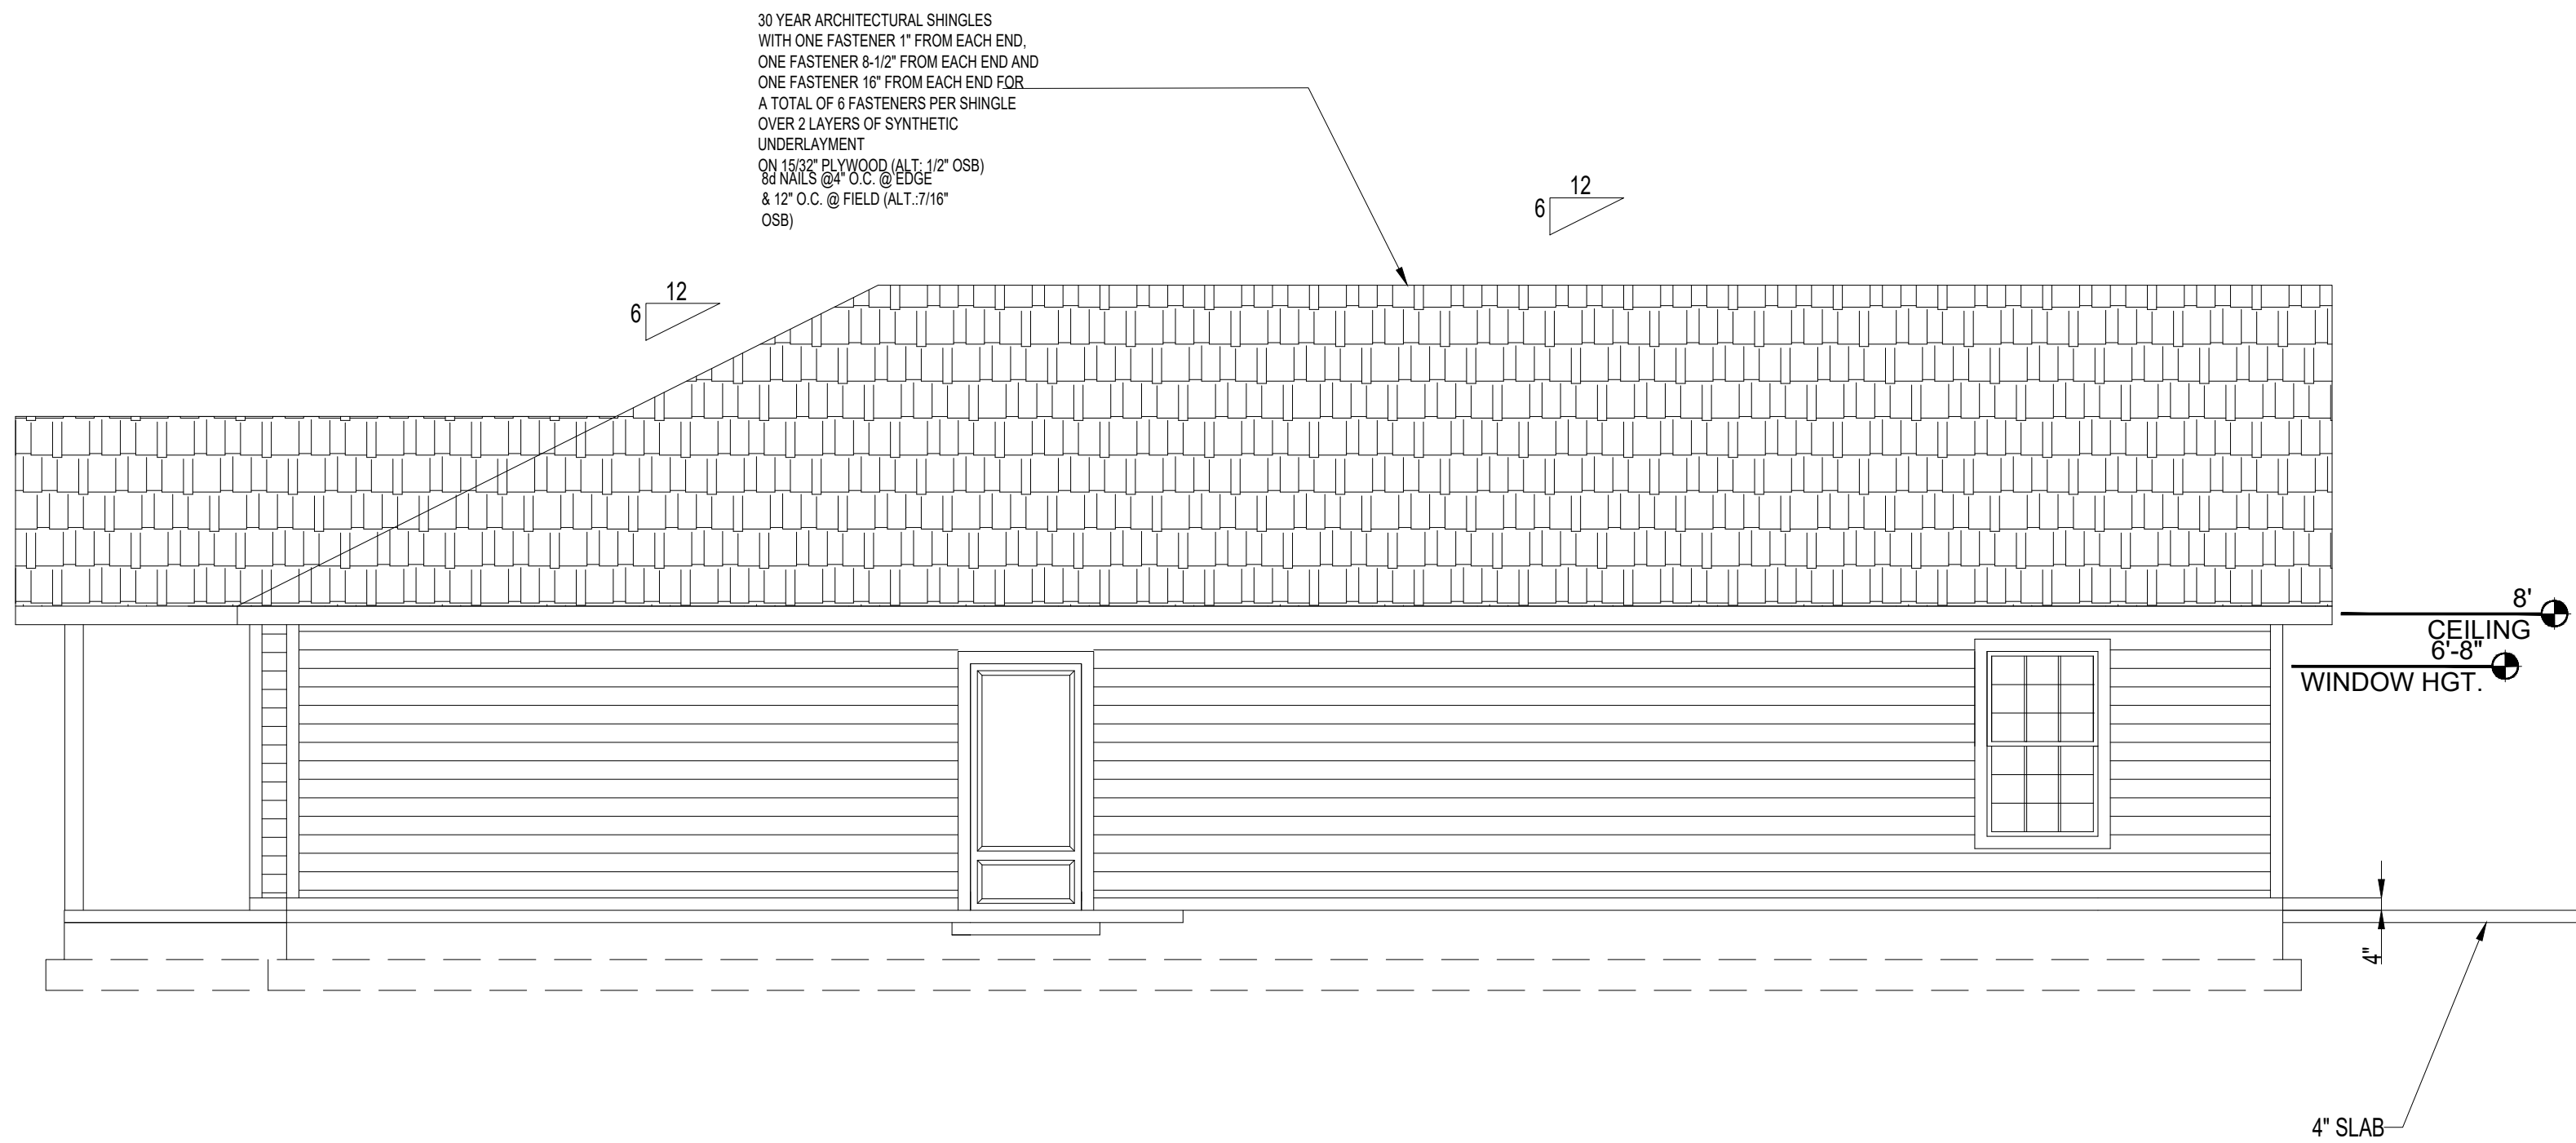 30 YEAR ARCHITECTURAL SHINGLES
WITH ONE FASTENER 1" FROM EACH END,
ONE FASTENER 8-1/2" FROM EACH END AND
ONE FASTENER 16" FROM EACH END FOR
A TOTAL OF 6 FASTENERS PER SHINGLE
OVER 2 LAYERS OF SYNTHETIC
UNDERLAYMENT
ON 15/32" PLYWOOD (ALT: 1/2" OSB)
8d NAILS @4" O.C. @ EDGE
& 12" O.C. @ FIELD (ALT.:7/16"
OSB)
12
6
12
6
8'
CEILING
6'-8"
WINDOW HGT.
4"
4" SLAB